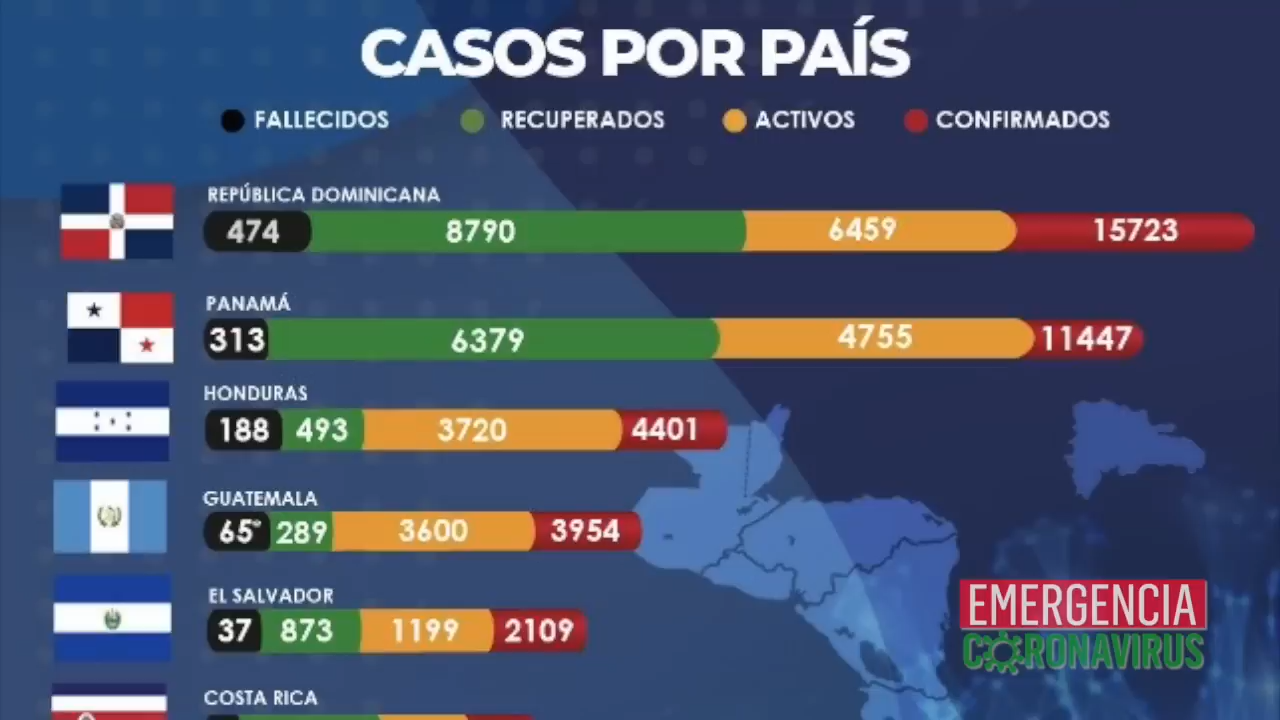 CASOS POR PAÍS
FALLECIDOS RECUPERADOS ACTIVOS CONFIRMADOS
REPÚBLICA DOMINICANA
474 8790 6459 15723
PANAMÁ
313 6379 4755 11447
HONDURAS
188 493 3720 4401
GUATEMALA
65* 289 3600 3954
EL SALVADOR
37 873 1199 2109
EMERGENCIA
CORONAVIRUS
COSTA RICA